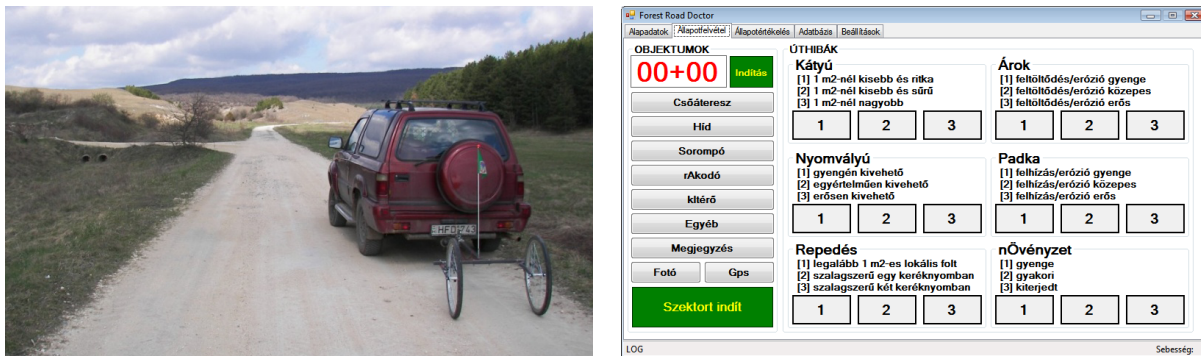 HFD 743
Forest Road Doctor
Alapadatok Állapotfelvétel Állapotértékelés Adatbázis Beállítások
OBJEKTUMOK
00+00 Indítás
Csőáteresz
Híd
Sorompó
rAkodó
kItérő
Egyéb
Megjegyzés
Fotó Gps
Szektort indít
ÚTHIBÁK
Kátyú
[1] 1 m2-nél kisebb és ritka
[2] 1 m2-nél kisebb és sűrű
[3] 1 m2-nél nagyobb
1 2 3
Árok
[1] feltöltődés/erózió gyenge
[2] feltöltődés/erózió közepes
[3] feltöltődés/erózió erős
1 2 3
Nyomvályú
[1] gyengén kivehető
[2] egyértelműen kivehető
[3] erősen kivehető
1 2 3
Padka
[1] felhízás/erózió gyenge
[2] felhízás/erózió közepes
[3] felhízás/erózió erős
1 2 3
Repedés
[1] legalább 1 m2-es lokális folt
[2] szalagszerű egy keréknyomban
[3] szalagszerű két keréknyomban
1 2 3
nÖvényzet
[1] gyenge
[2] gyakori
[3] kiterjedt
1 2 3
LOG Sebesség: